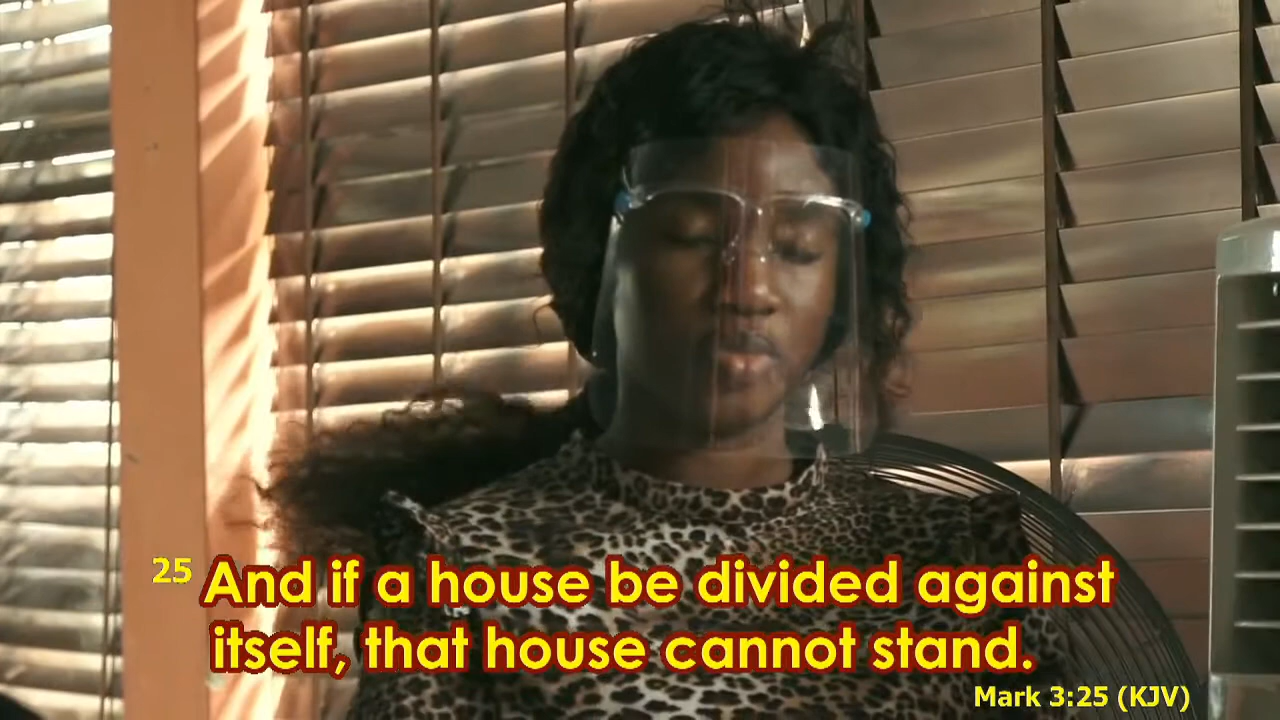 25 And if a house be divided against
itself, that house cannot stand.
Mark 3:25 (KJV)